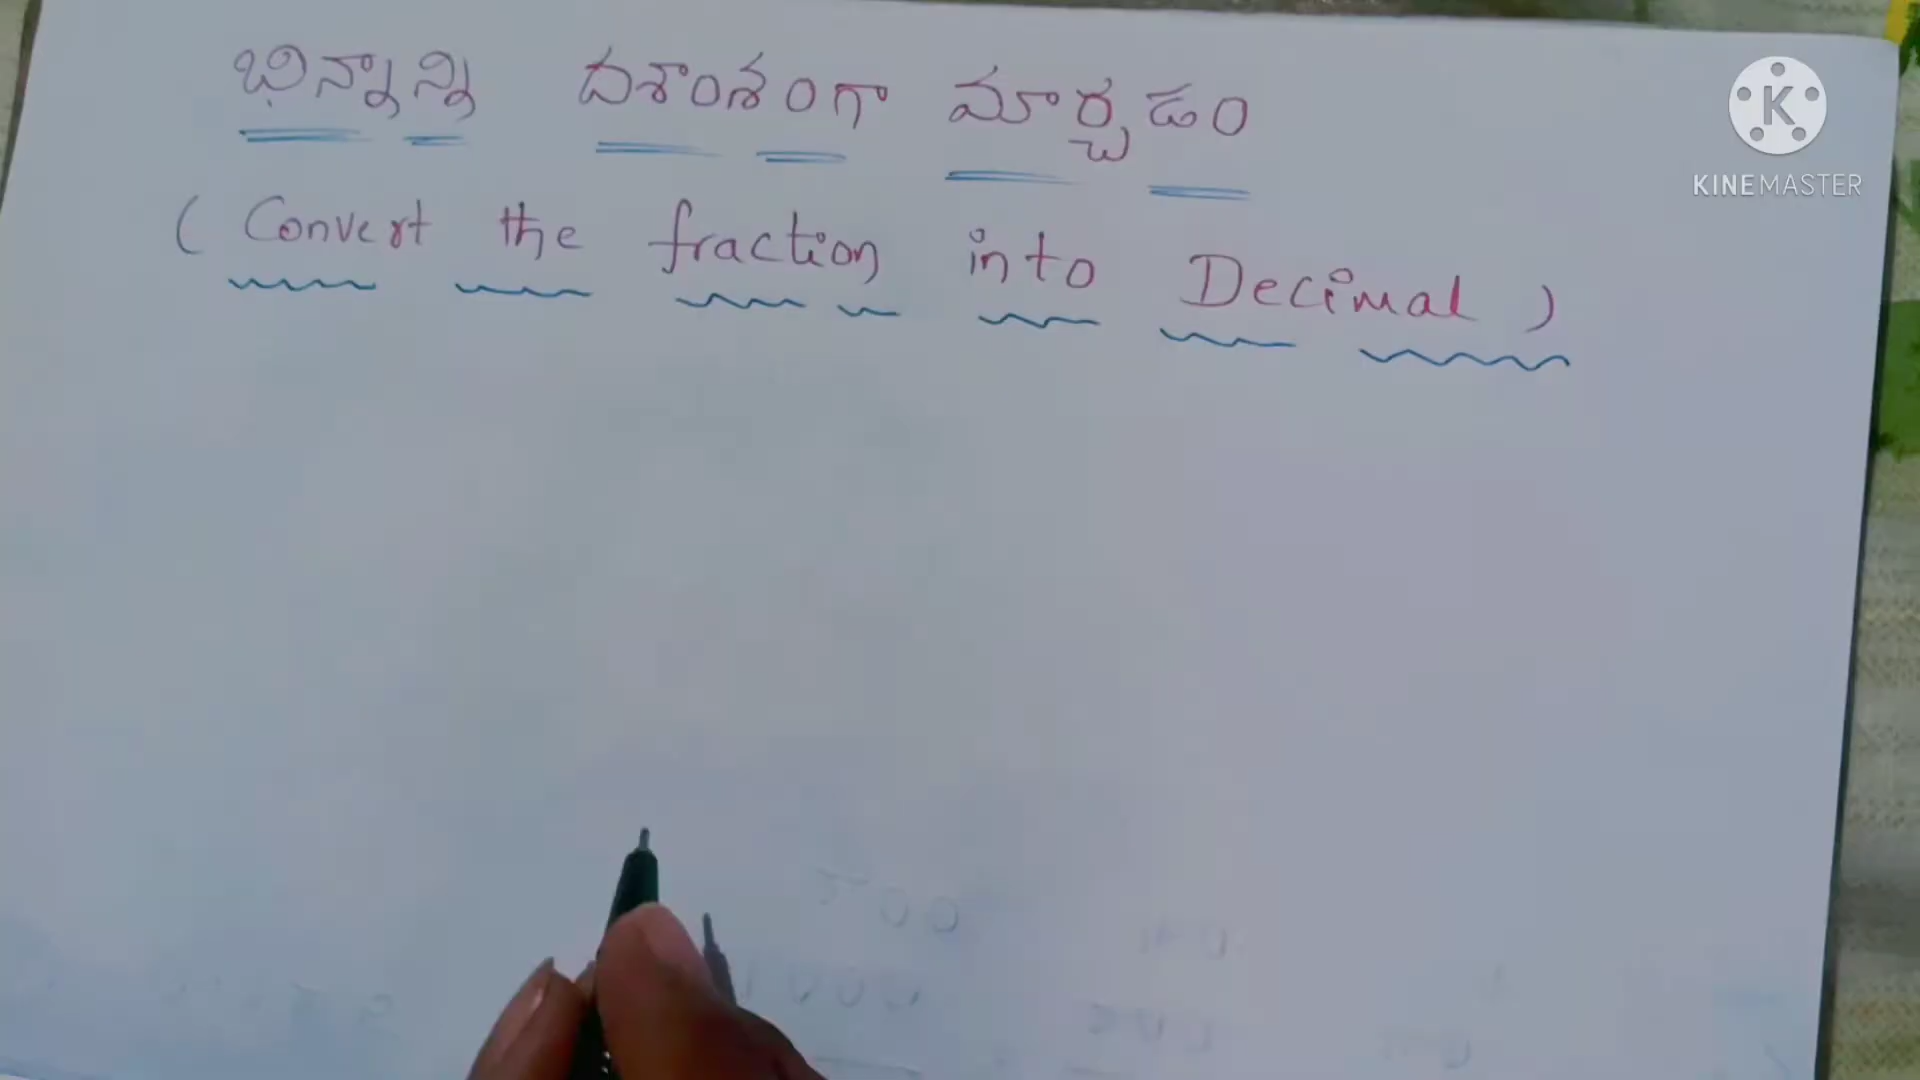 భిన్నాన్ని దశాంశంగా మార్చడం
( Convert the fraction into Decimal )
KINEMASTER